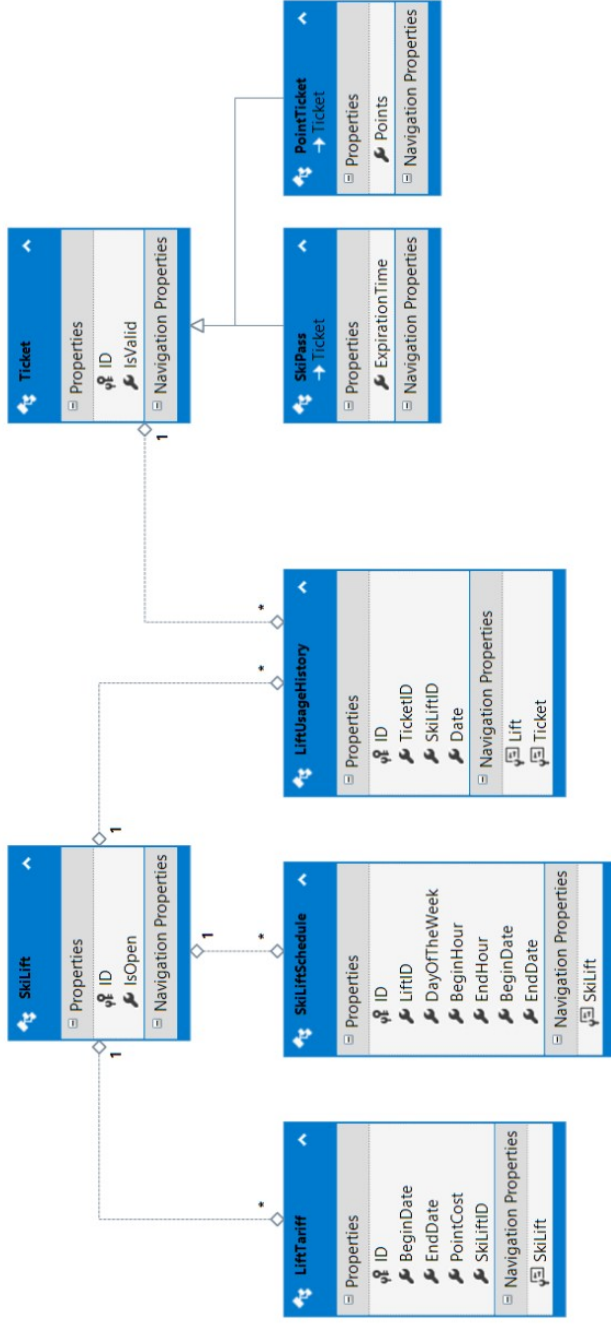 SkiLift
Properties
ID
IsOpen
Navigation Properties
Ticket
Properties
ID
IsValid
Navigation Properties
1
1
1
1
*
*
*
*
LiftTariff
Properties
ID
BeginDate
EndDate
PointCost
SkiLiftID
Navigation Properties
SkiLift
SkiLiftSchedule
Properties
ID
LiftID
DayOfTheWeek
BeginHour
EndHour
BeginDate
EndDate
Navigation Properties
SkiLift
LiftUsageHistory
Properties
ID
TicketID
SkiLiftID
Date
Navigation Properties
Lift
Ticket
SkiPass
Ticket
Properties
ExpirationTime
Navigation Properties
PointTicket
Ticket
Properties
Points
Navigation Properties